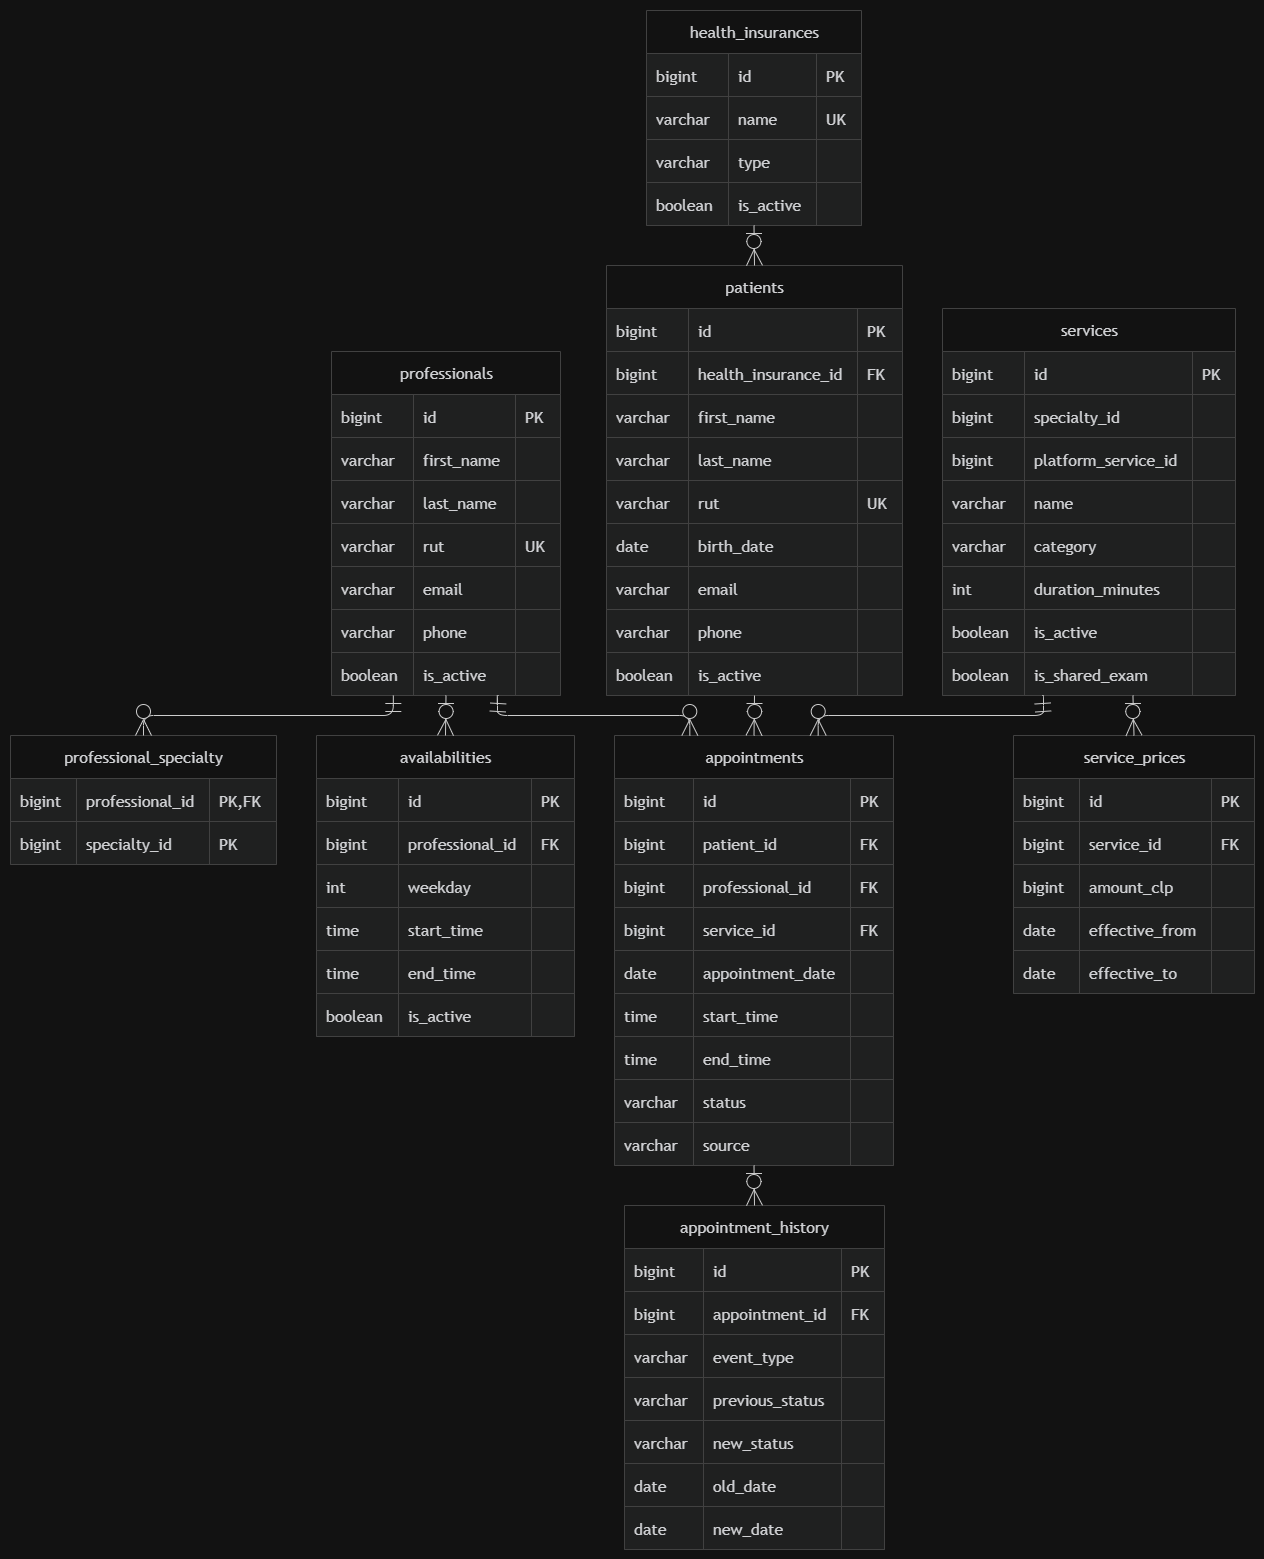 health_insurances
bigint id PK
varchar name UK
varchar type
boolean is_active
patients
bigint id PK
bigint health_insurance_id FK
varchar first_name
varchar last_name
varchar rut UK
date birth_date
varchar email
varchar phone
boolean is_active
services
bigint id PK
bigint specialty_id
bigint platform_service_id
varchar name
varchar category
int duration_minutes
boolean is_active
boolean is_shared_exam
professionals
bigint id PK
varchar first_name
varchar last_name
varchar rut UK
varchar email
varchar phone
boolean is_active
professional_specialty
bigint professional_id PK,FK
bigint specialty_id PK
availabilities
bigint id PK
bigint professional_id FK
int weekday
time start_time
time end_time
boolean is_active
appointments
bigint id PK
bigint patient_id FK
bigint professional_id FK
bigint service_id FK
date appointment_date
time start_time
time end_time
varchar status
varchar source
service_prices
bigint id PK
bigint service_id FK
bigint amount_clp
date effective_from
date effective_to
appointment_history
bigint id PK
bigint appointment_id FK
varchar event_type
varchar previous_status
varchar new_status
date old_date
date new_date